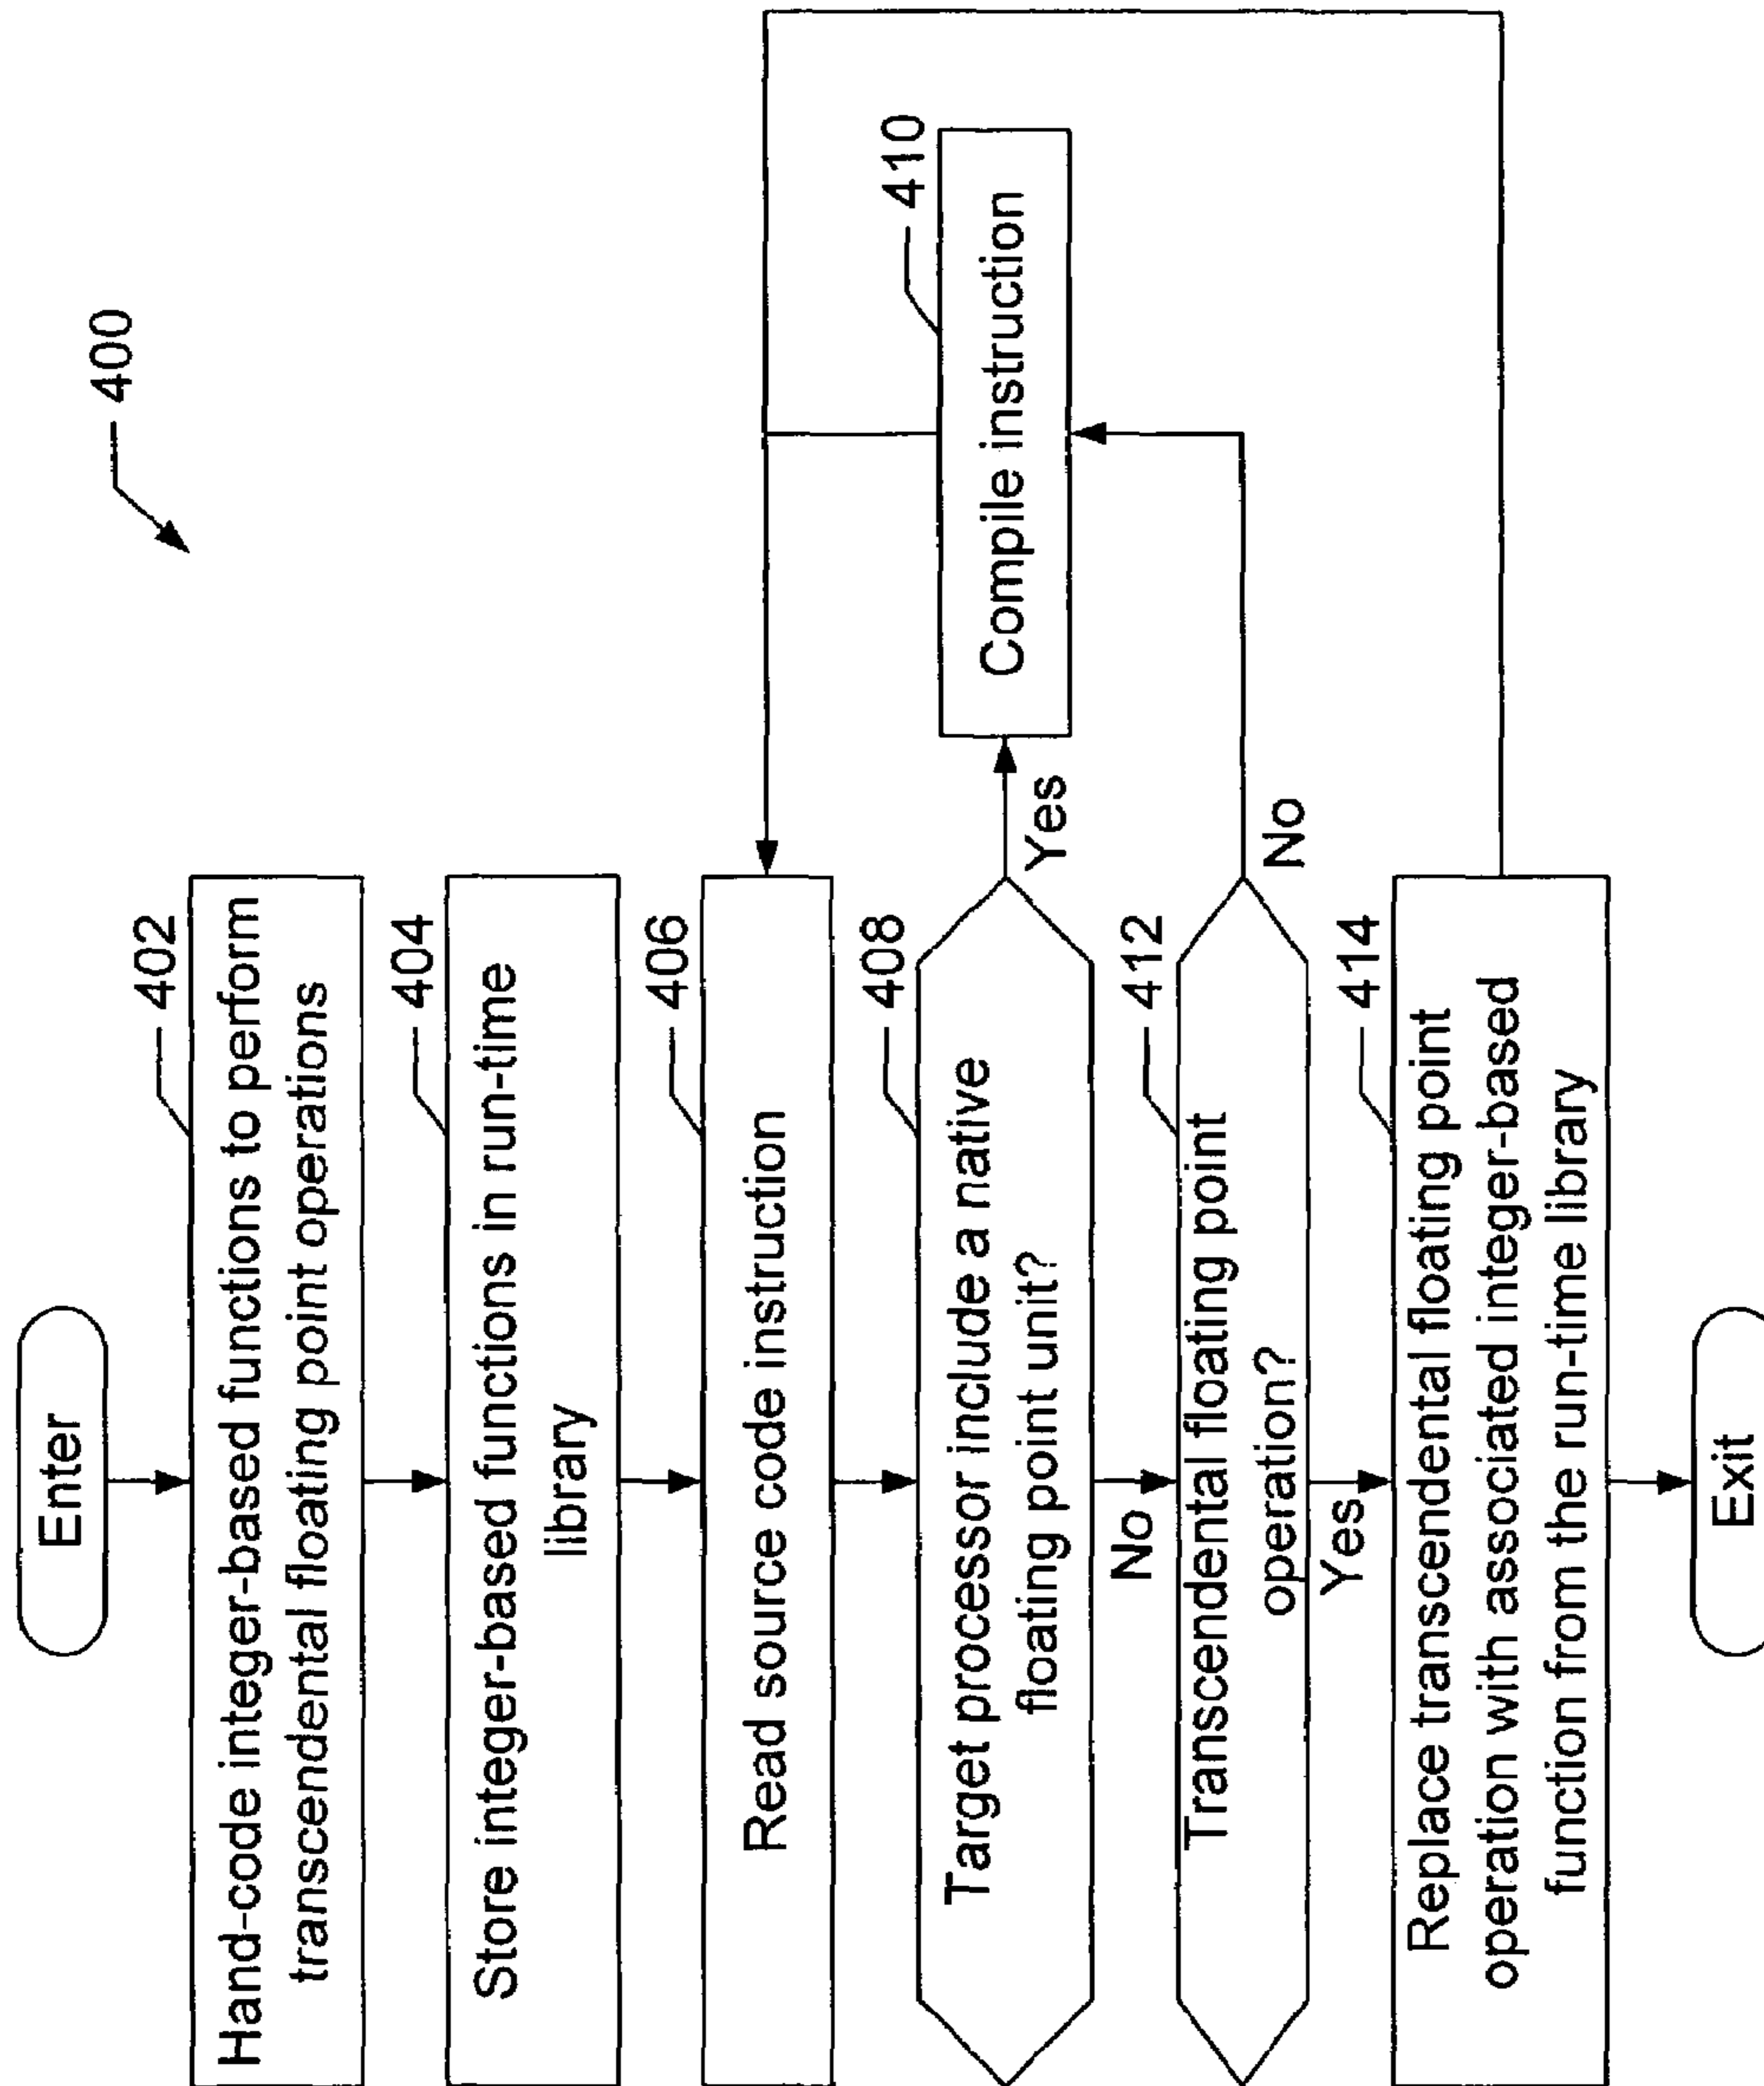 400
Enter
402
Hand-code integer-based functions to perform
transcendental floating point operations
404
Store integer-based functions in run-time
library
406
Read source code instruction
408
Target processor include a native
floating point unit?
Yes
No
410
Compile instruction
412
Transcendental floating point
operation?
No
Yes
414
Replace transcendental floating point
operation with associated integer-based
function from the run-time library
Exit